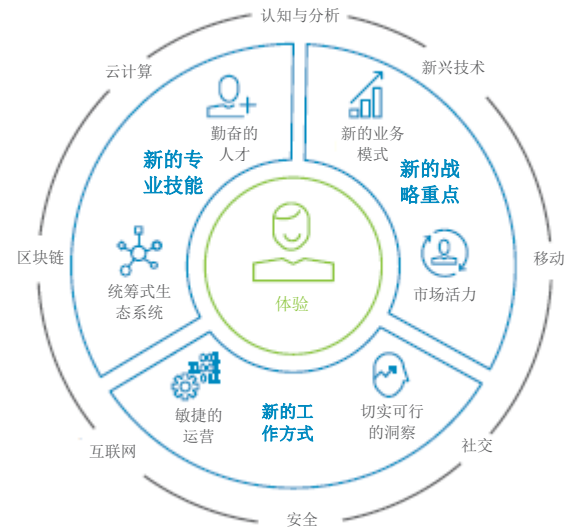 认知与分析
云计算
新兴技术
勤奋的
人才
新的业务
模式
新的专
业技能
新的战
略重点
区块链
移动
统筹式生
态系统
体验
市场活力
敏捷的
运营
新的工
作方式
切实可行
的洞察
互联网
社交
安全